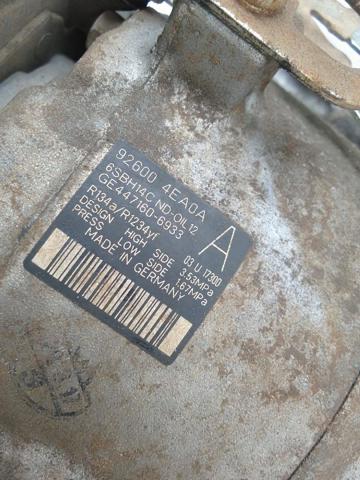 92600 4EA0A
6SBH14C ND-OIL 12
GE447160-6933
A
R134a/R1234yf 03 U 17300
DESIGN HIGH SIDE 3.53MPa
PRESS LOW SIDE 1.67MPa
MADE IN GERMANY